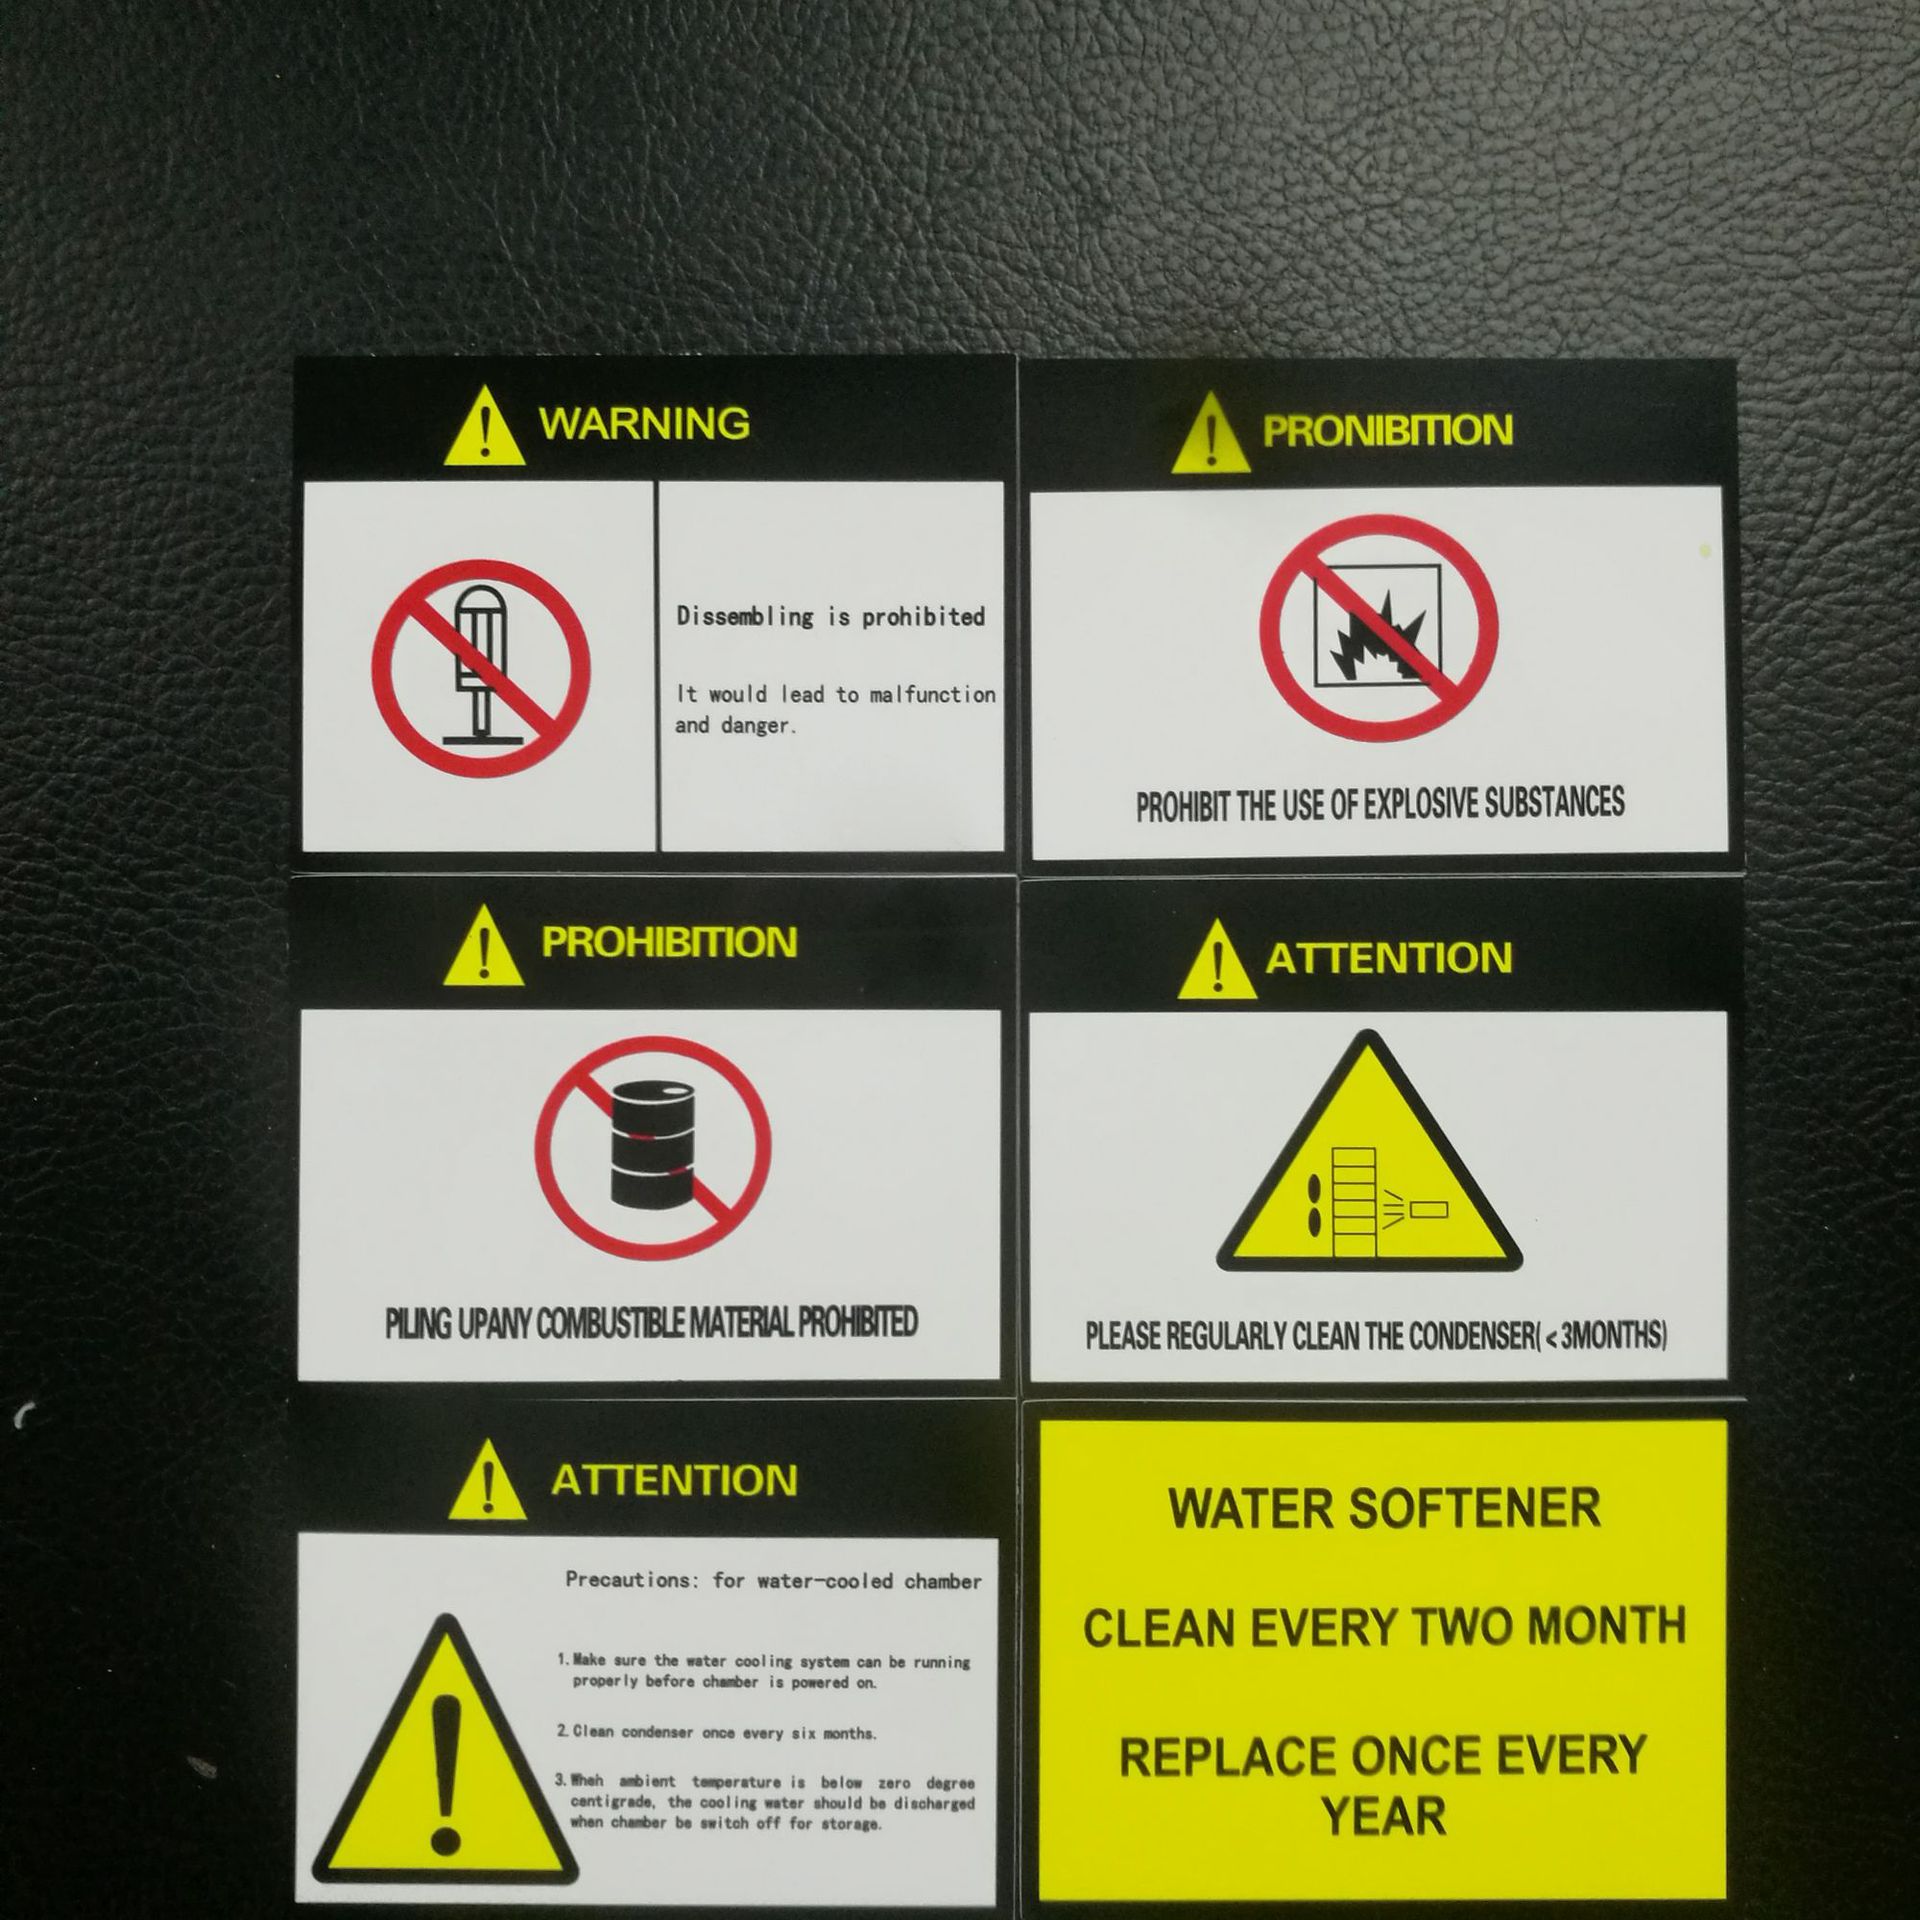 WARNING
Dissembling is prohibited
It would lead to malfunction
and danger.
PRONIBITION
PROHIBIT THE USE OF EXPLOSIVE SUBSTANCES
PROHIBITION
PILING UPANY COMBUSTIBLE MATERIAL PROHIBITED
ATTENTION
PLEASE REGULARLY CLEAN THE CONDENSER(<3MONTHS)
ATTENTION
Precautions: for water-cooled chamber
1. Make sure the water cooling system can be running
properly before chamber is powered on.
2. Clean condenser once every six months.
3. Wheh ambient temperature is below zero degree
centigrade, the cooling water should be discharged
when chamber be switch off for storage.
WATER SOFTENER
CLEAN EVERY TWO MONTH
REPLACE ONCE EVERY
YEAR